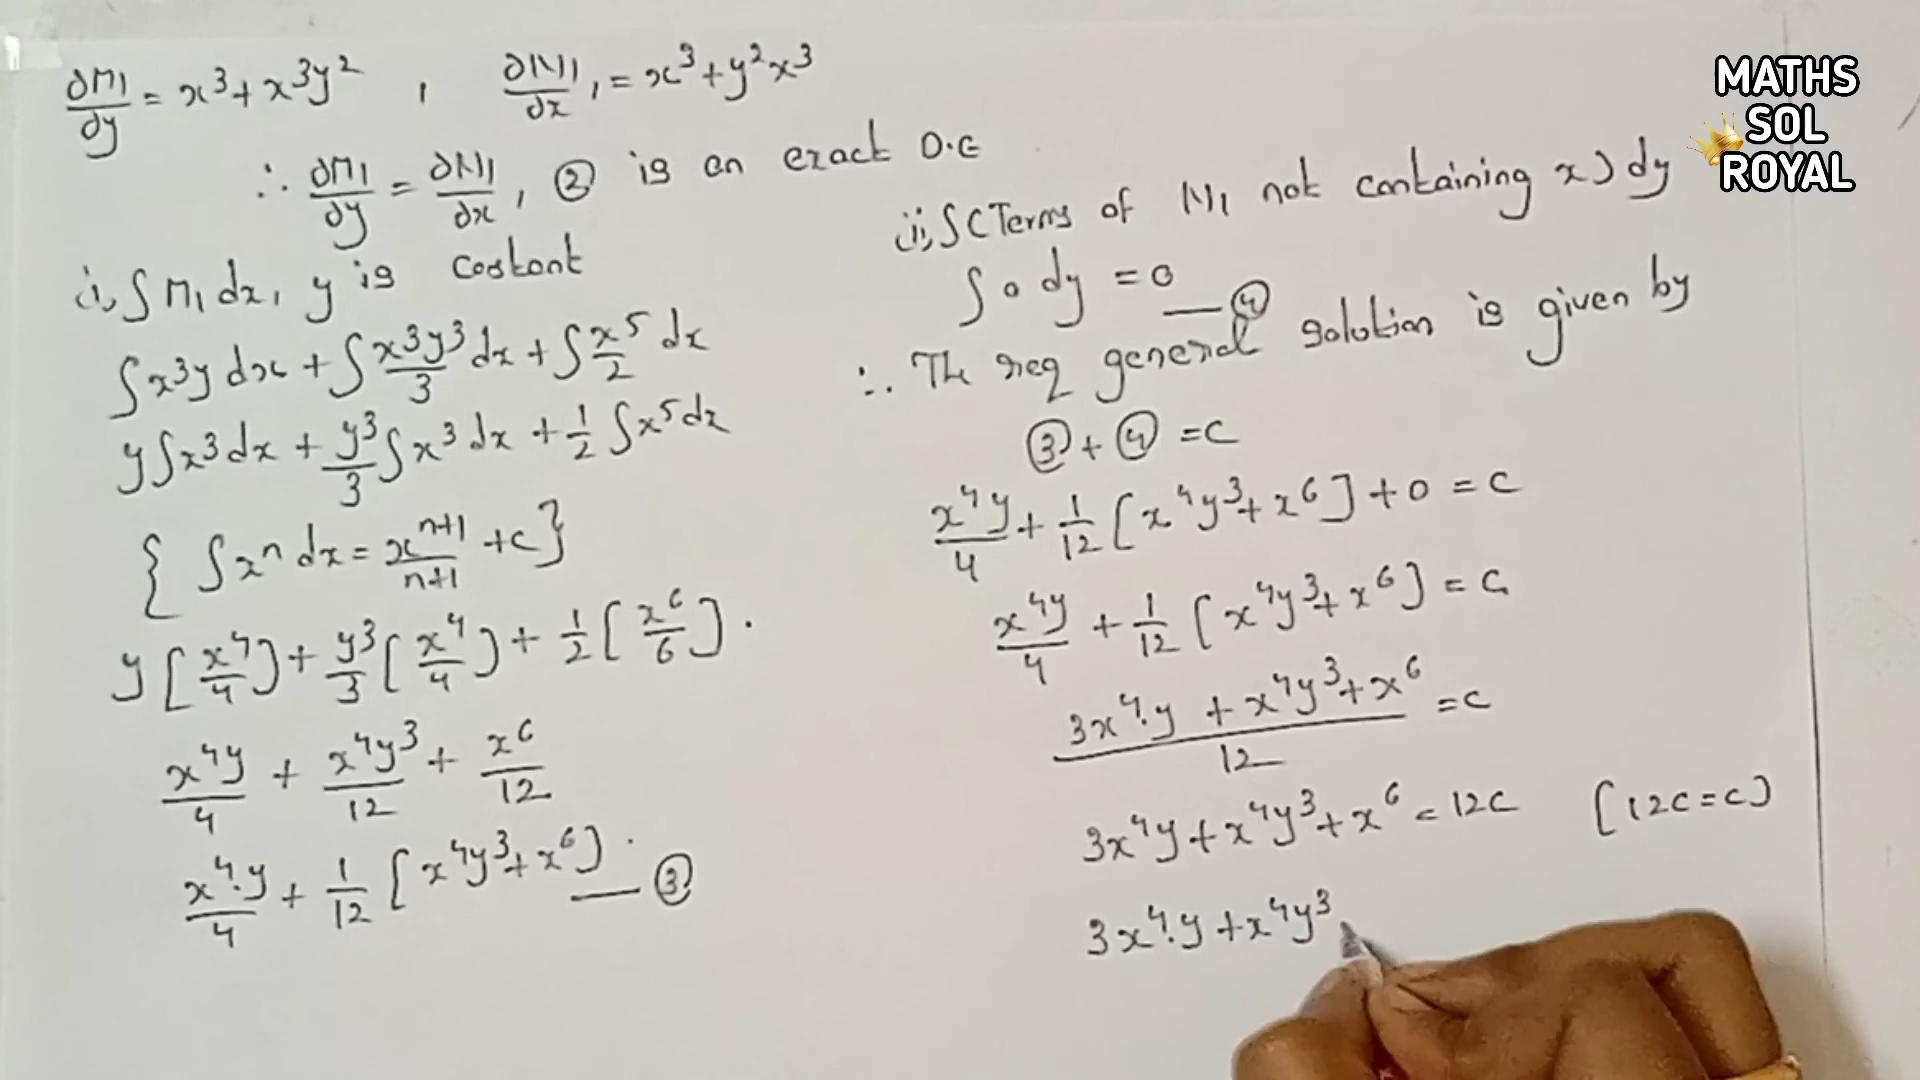 ∂M₁/∂y = x³ + x³y² , ∂N₁/∂x, = x³ + y²x³
∴ ∂M₁/∂y = ∂N₁/∂x, ② is an exact D.E
i, ∫ M₁ dx, y is costant
∫x³y dx + ∫x³y³/3 dx + ∫x⁵/2 dx
y∫x³dx + y³/3 ∫x³ dx + 1/2 ∫x⁵dx
{ ∫xⁿ dx = xⁿ⁺¹/n+1 + c }
y [x⁴/4] + y³/3 [x⁴/4] + 1/2 [x⁶/6] .
x⁴y/4 + x⁴y³/12 + x⁶/12
x⁴.y/4 + 1/12 [x⁴y³ + x⁶] . — ③
ii, ∫(Terms of N₁ not containing x) dy
∫ 0 dy = 0 — ④
∴ The req general solution is given by
③ + ④ = c
x⁴y/4 + 1/12 [x⁴y³ + x⁶] + 0 = c
x⁴y/4 + 1/12 [x⁴y³ + x⁶] = c
3x⁴.y + x⁴y³ + x⁶/12 = c
3x⁴y + x⁴y³ + x⁶ = 12c [12c = c]
3x⁴.y + x⁴y³
MATHS
SOL
ROYAL